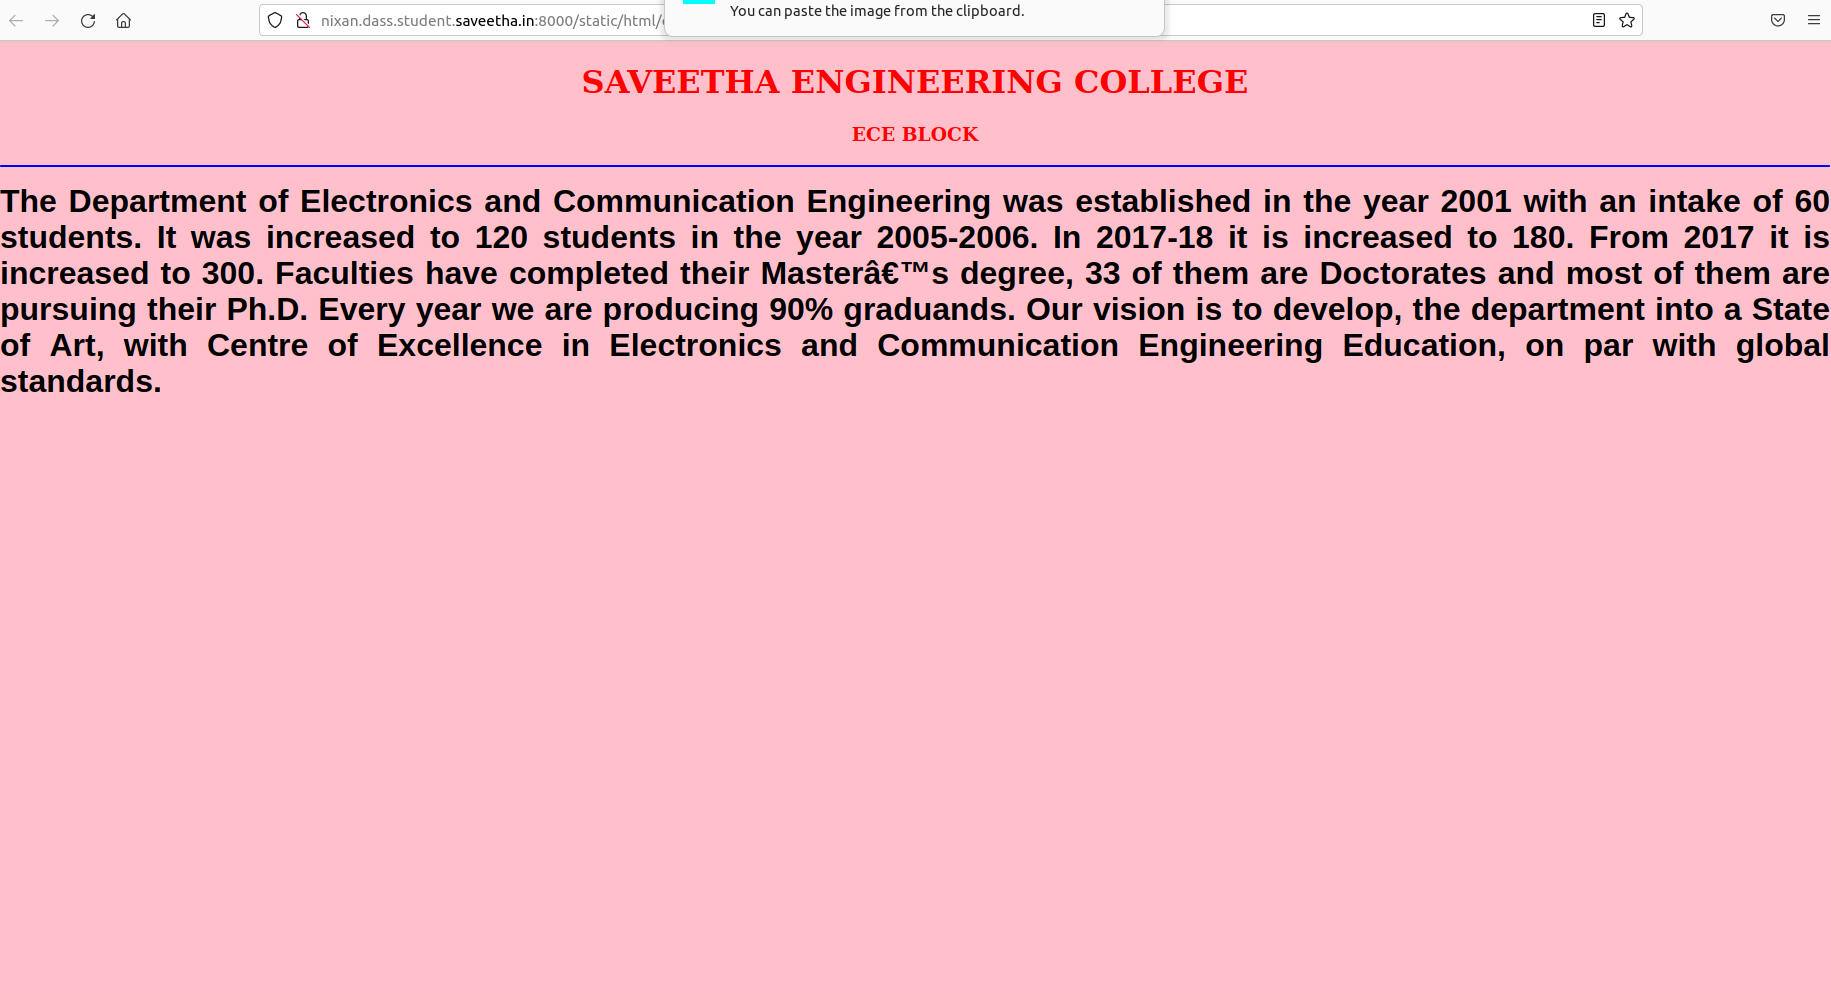 You can paste the image from the clipboard.
nixan.dass.student.saveetha.in:8000/static/html/
SAVEETHA ENGINEERING COLLEGE
ECE BLOCK
The Department of Electronics and Communication Engineering was established in the year 2001 with an intake of 60
students. It was increased to 120 students in the year 2005-2006. In 2017-18 it is increased to 180. From 2017 it is
increased to 300. Faculties have completed their Masterâ€™s degree, 33 of them are Doctorates and most of them are
pursuing their Ph.D. Every year we are producing 90% graduands. Our vision is to develop, the department into a State
of Art, with Centre of Excellence in Electronics and Communication Engineering Education, on par with global
standards.